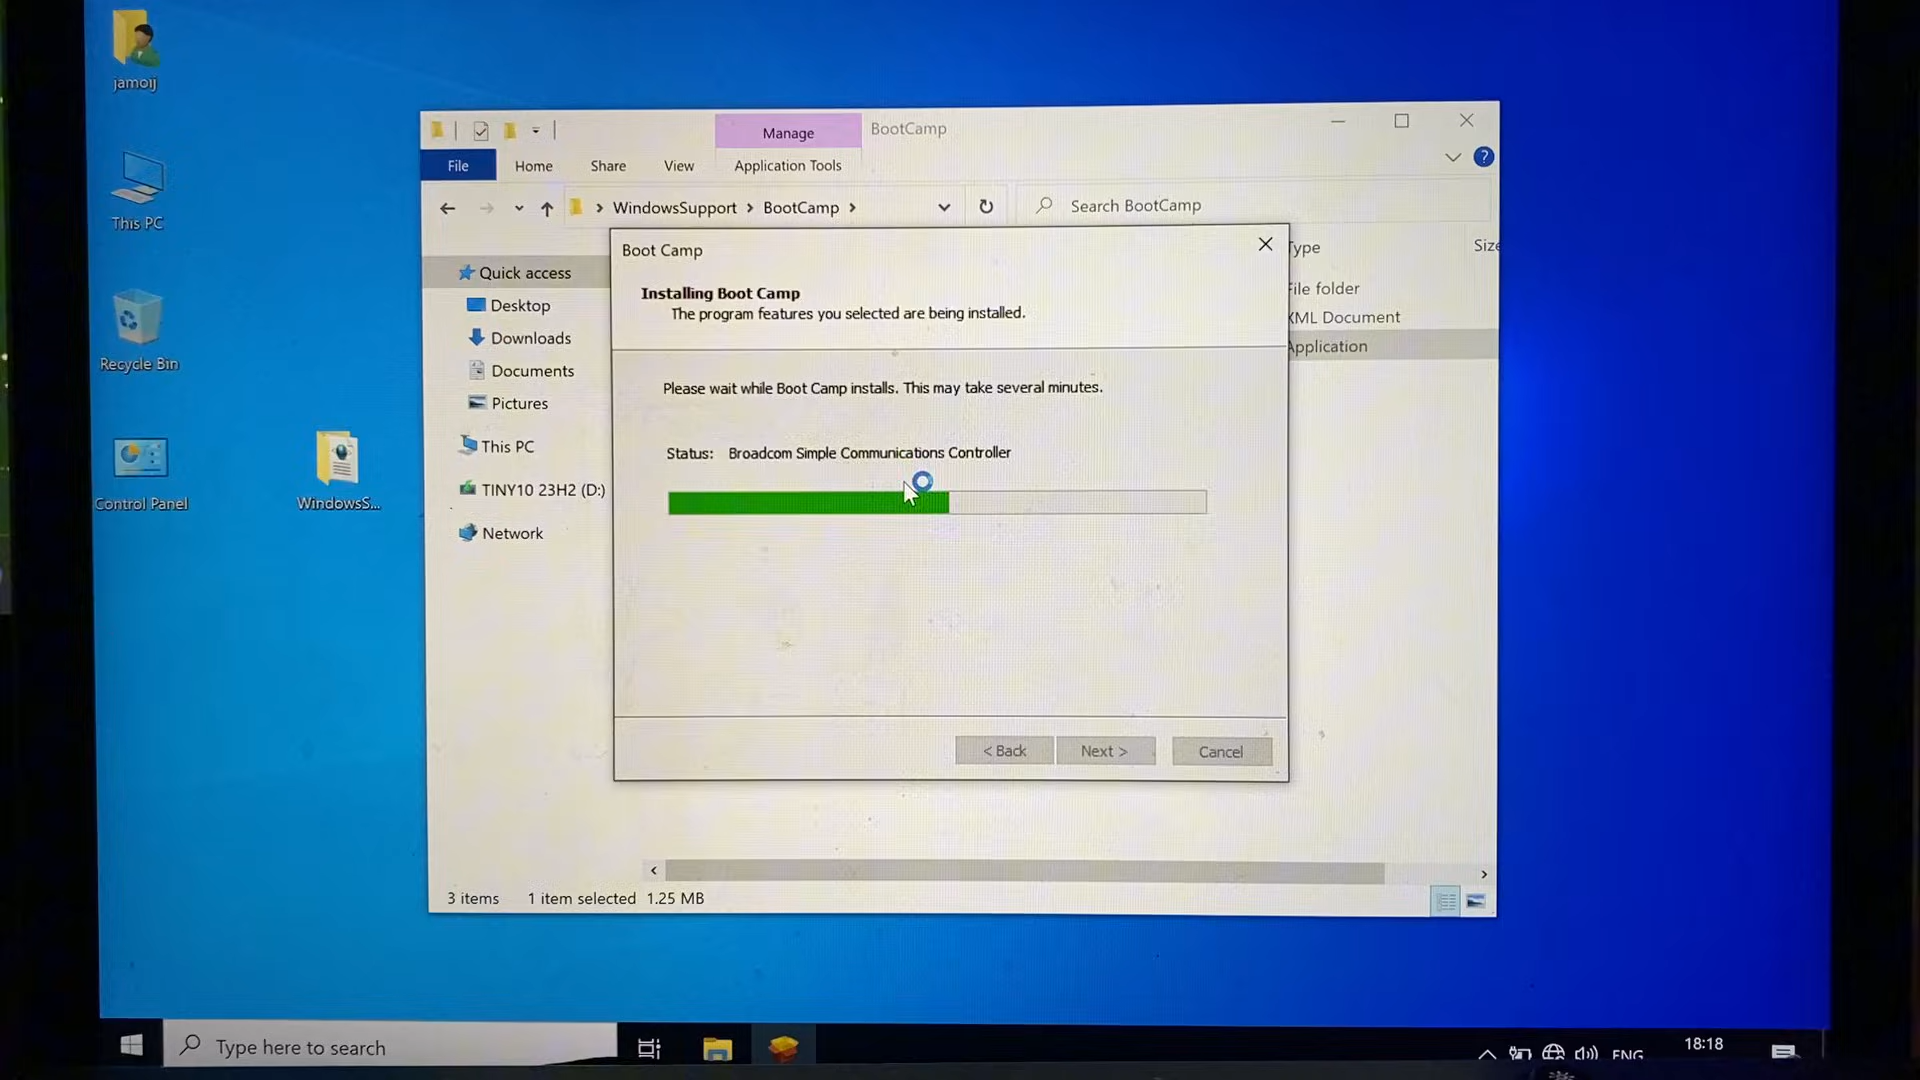 jamoij
This PC
Recycle Bin
Control Panel
WindowsS...
Manage
BootCamp
File
Home
Share
View
Application Tools
?
WindowsSupport > BootCamp >
Search BootCamp
Type
Size
Quick access
Desktop
Downloads
Documents
Pictures
This PC
TINY10 23H2 (D:)
Network
File folder
XML Document
Application
Boot Camp
Installing Boot Camp
The program features you selected are being installed.
Please wait while Boot Camp installs. This may take several minutes.
Status: Broadcom Simple Communications Controller
< Back
Next >
Cancel
3 items 1 item selected 1.25 MB
Type here to search
ENG
18:18